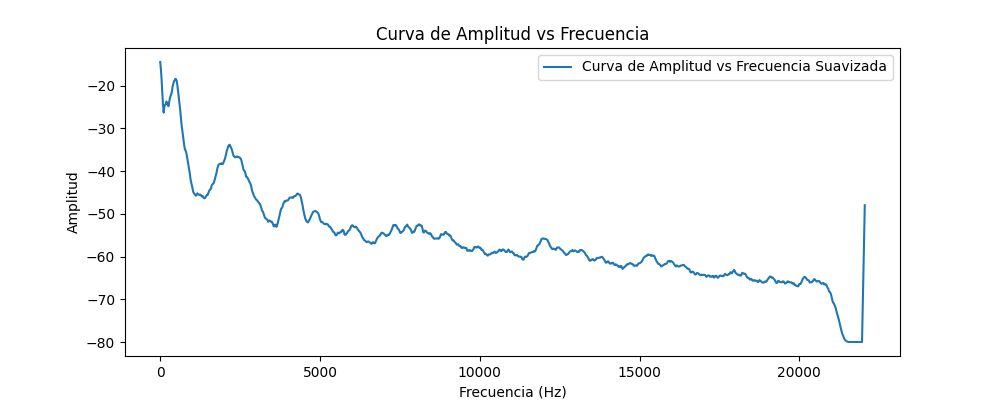 Curva de Amplitud vs Frecuencia
Curva de Amplitud vs Frecuencia Suavizada
Amplitud
−20
−30
−40
−50
−60
−70
−80
0 5000 10000 15000 20000
Frecuencia (Hz)